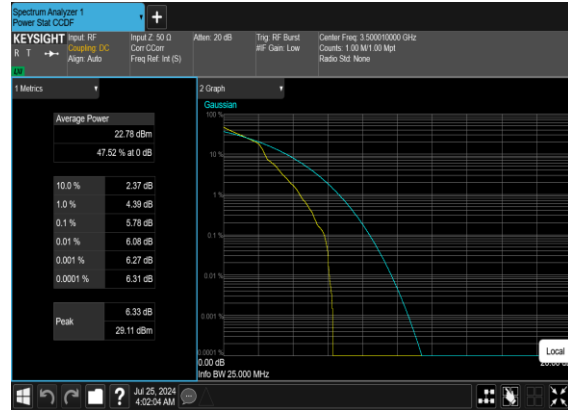 Spectrum Analyzer 1
Power Stat CCDF
KEYSIGHT
R T
LM
Input: RF
Coupling: DC
Align: Auto
Input Z: 50 Ω
Corr CCorr
Freq Ref: Int (S)
Atten: 20 dB
Trig: RF Burst
#IF Gain: Low
Center Freq: 3.500010000 GHz
Counts: 1.00 M/1.00 Mpt
Radio Std: None
1 Metrics
Average Power
22.78 dBm
47.52 % at 0 dB
10.0 % 2.37 dB
1.0 % 4.39 dB
0.1 % 5.78 dB
0.01 % 6.08 dB
0.001 % 6.27 dB
0.0001 % 6.31 dB
Peak
6.33 dB
29.11 dBm
2 Graph
Gaussian
100 %
10 %
1 %
0.1 %
0.01 %
0.001 %
0.0001 %
0.00 dB
Info BW 25.000 MHz
Local
?
Jul 25, 2024
4:02:04 AM